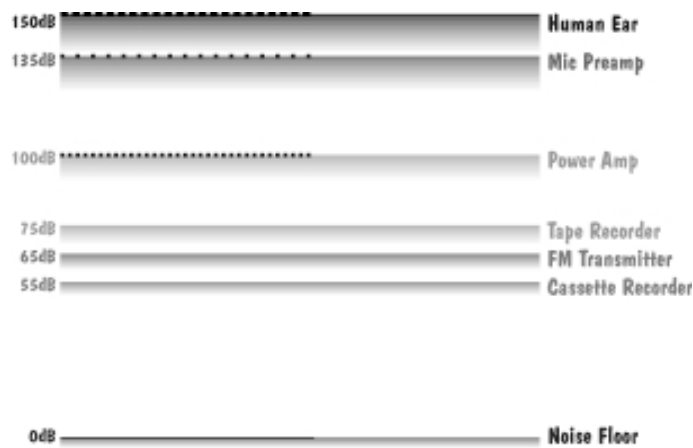 150dB Human Ear
135dB Mic Preamp
100dB Power Amp
75dB Tape Recorder
65dB FM Transmitter
55dB Cassette Recorder
0dB Noise Floor